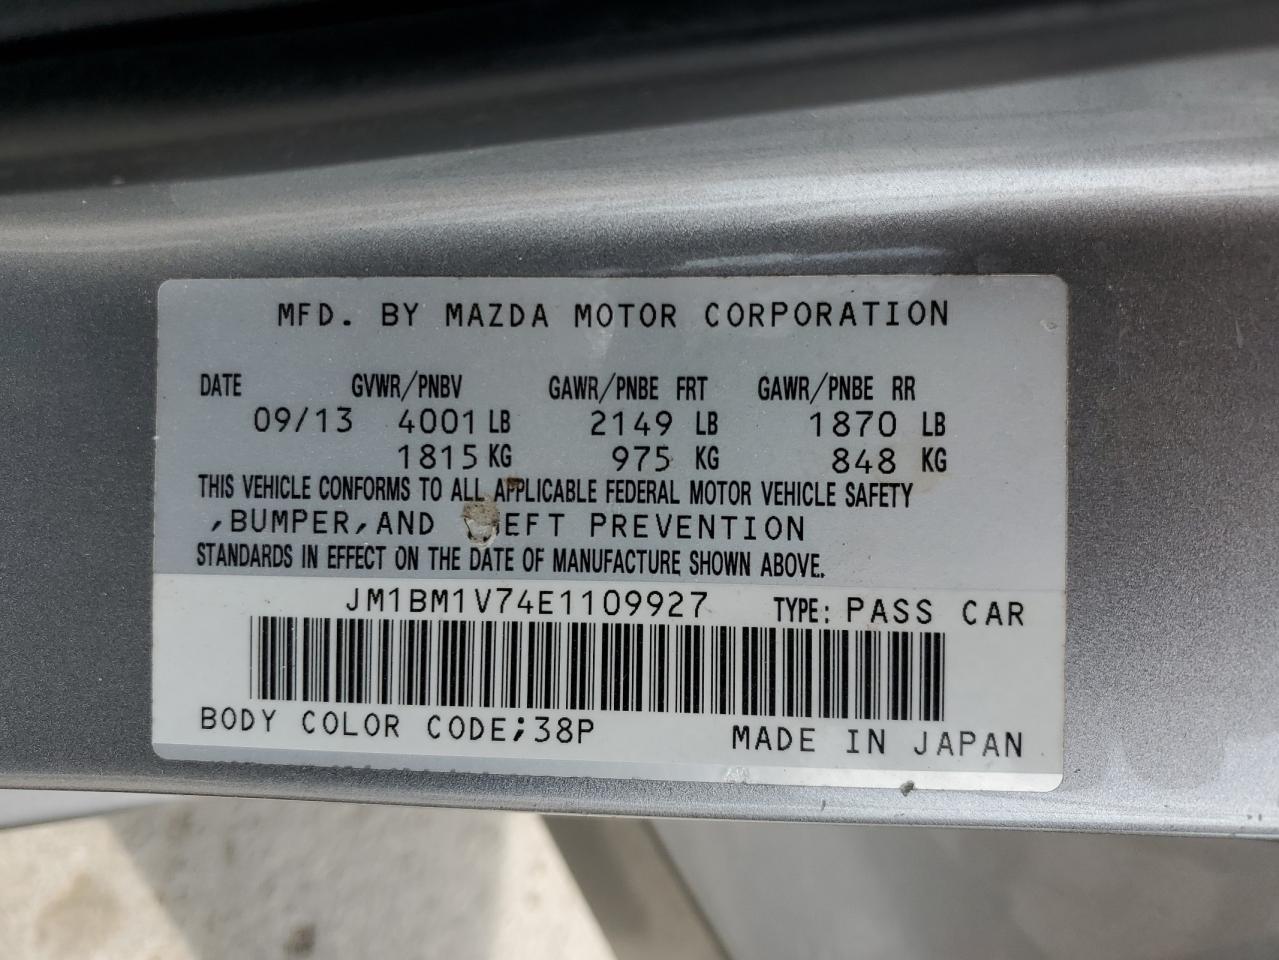 MFD. BY MAZDA MOTOR CORPORATION
DATE GVWR/PNBV GAWR/PNBE FRT GAWR/PNBE RR
09/13 4001 LB 2149 LB 1870 LB
1815 KG 975 KG 848 KG
THIS VEHICLE CONFORMS TO ALL APPLICABLE FEDERAL MOTOR VEHICLE SAFETY
,BUMPER,AND THEFT PREVENTION
STANDARDS IN EFFECT ON THE DATE OF MANUFACTURE SHOWN ABOVE.
JM1BM1V74E1109927 TYPE: PASS CAR
BODY COLOR CODE;38P MADE IN JAPAN